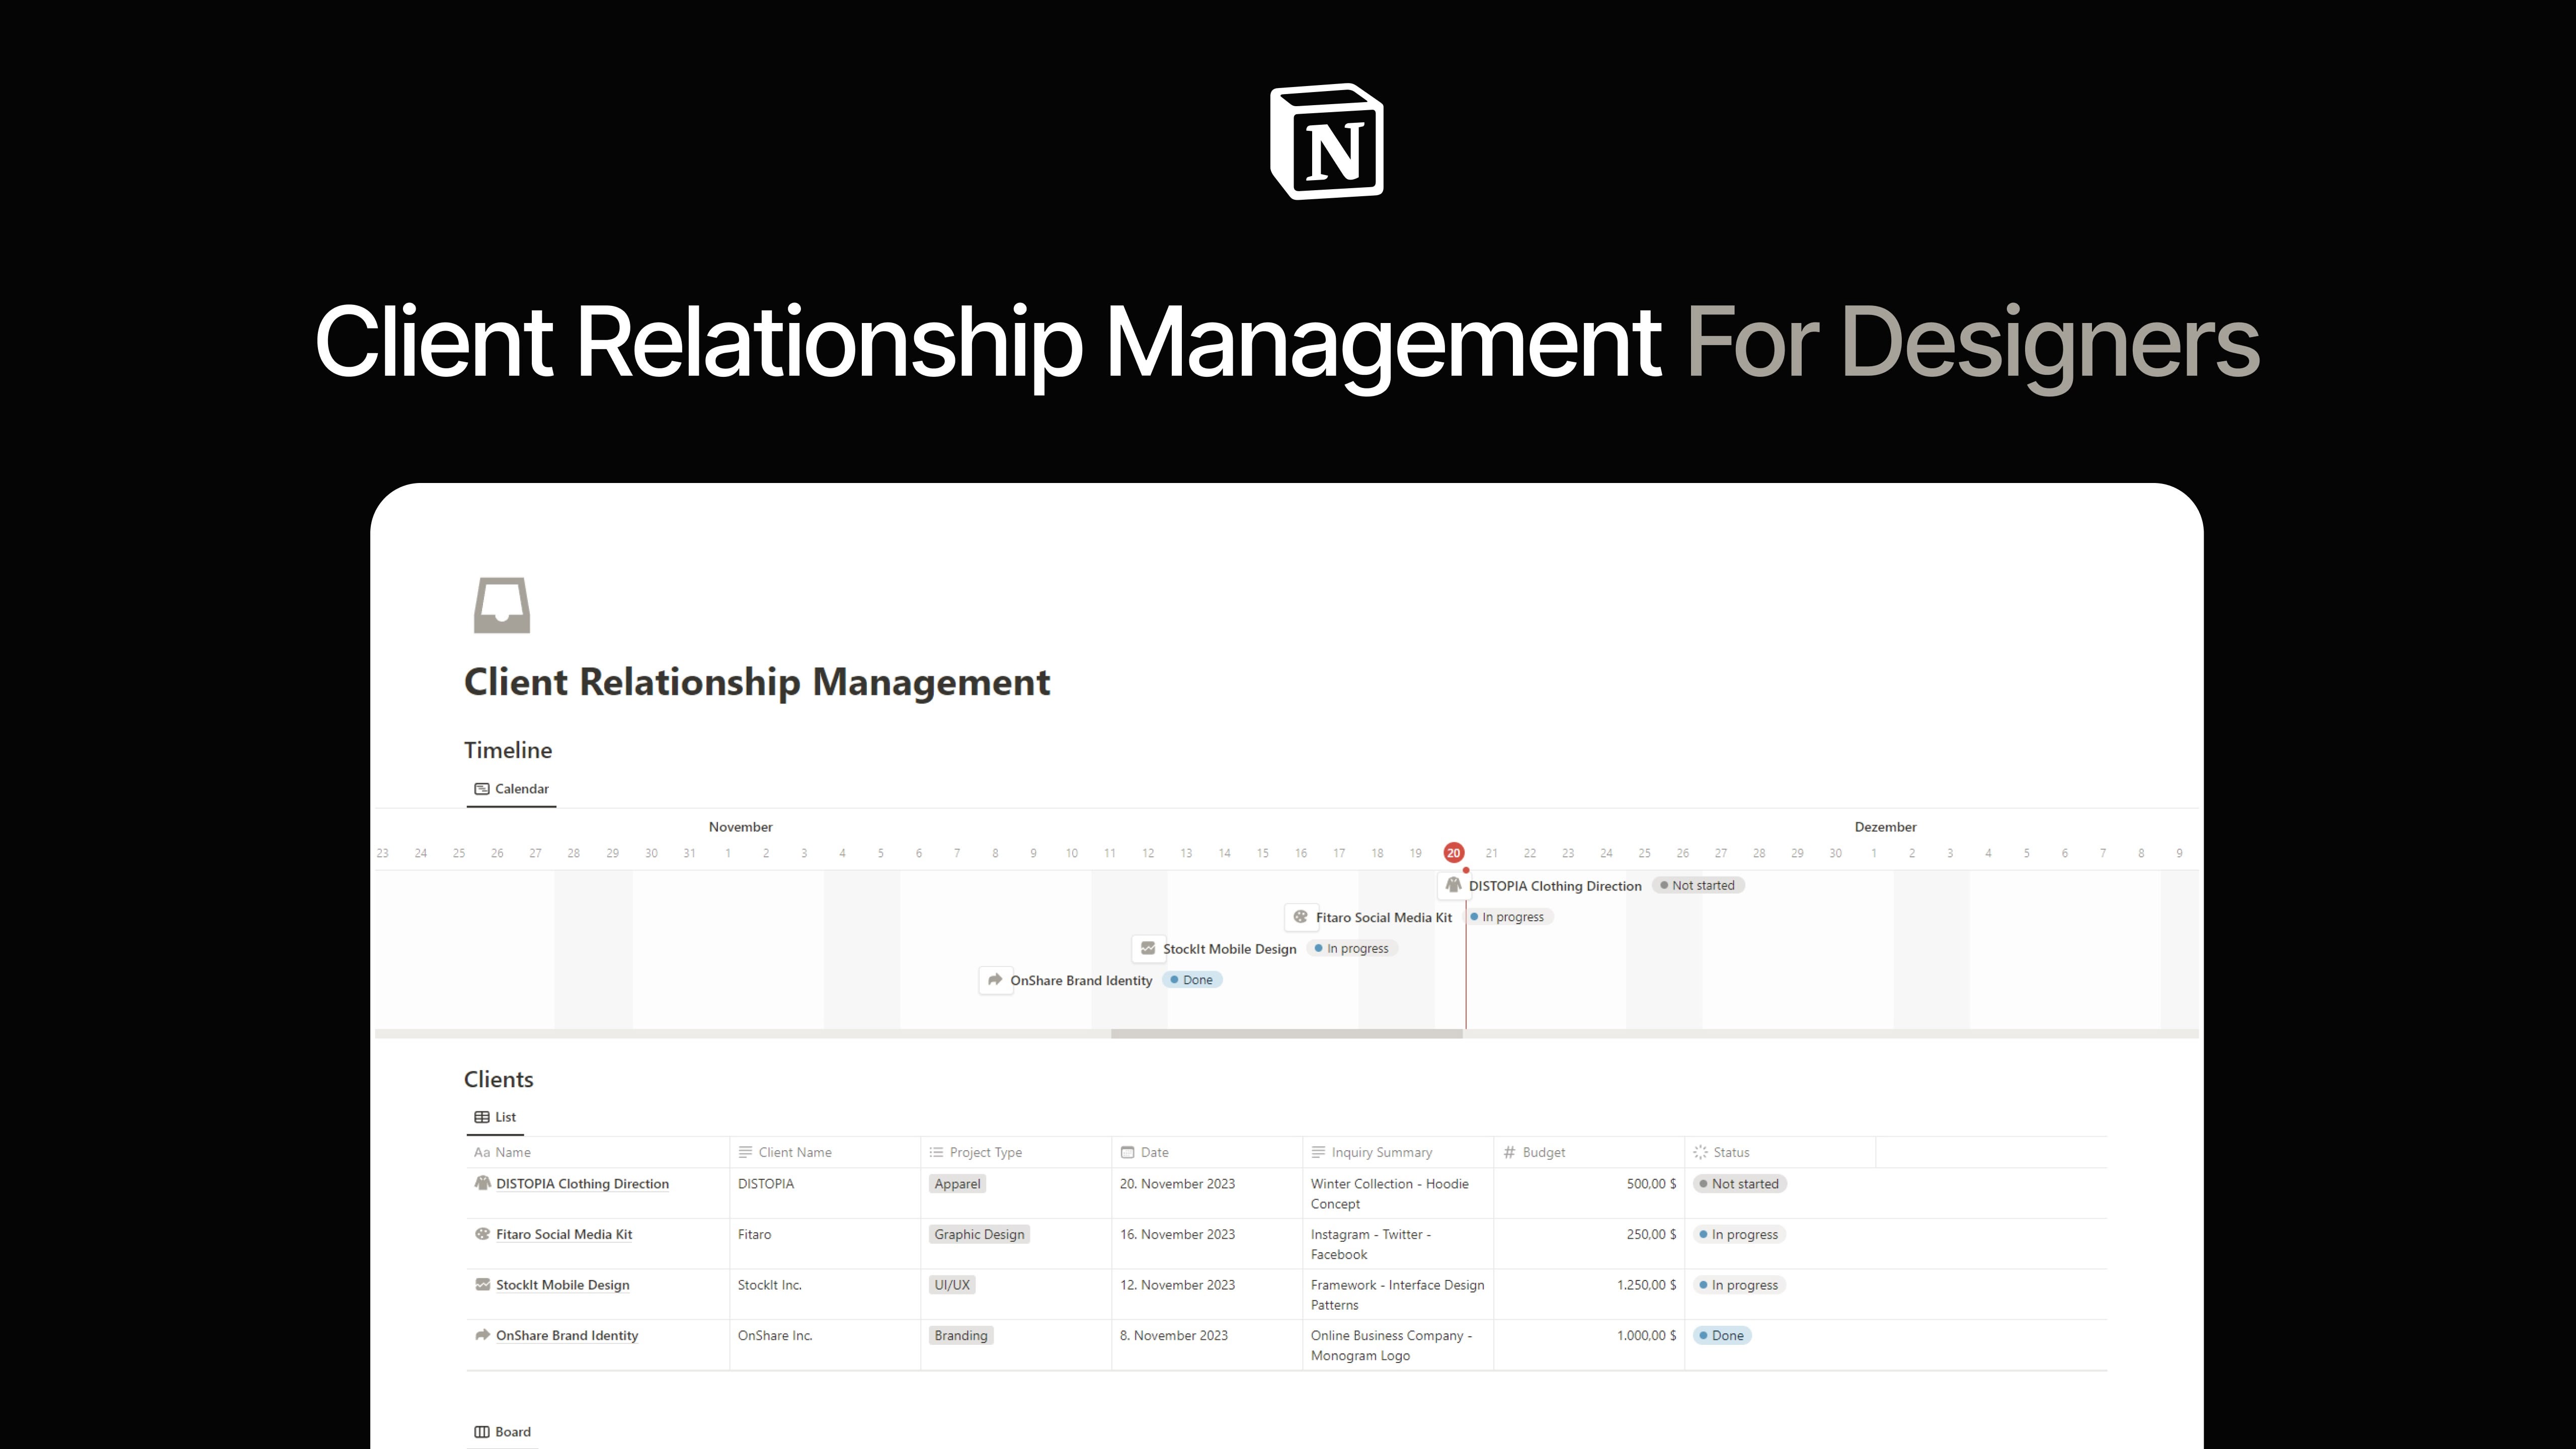 N
Client Relationship Management For Designers
Client Relationship Management
Timeline
Calendar
November Dezember
23 24 25 26 27 28 29 30 31 1 2 3 4 5 6 7 8 9 10 11 12 13 14 15 16 17 18 19 20 21 22 23 24 25 26 27 28 29 30 1 2 3 4 5 6 7 8 9
DISTOPIA Clothing Direction Not started
Fitaro Social Media Kit In progress
StockIt Mobile Design In progress
OnShare Brand Identity Done
Clients
List
Aa Name Client Name Project Type Date Inquiry Summary # Budget Status
DISTOPIA Clothing Direction DISTOPIA Apparel 20. November 2023 Winter Collection - Hoodie 500,00 $ Not started
Concept
Fitaro Social Media Kit Fitaro Graphic Design 16. November 2023 Instagram - Twitter - 250,00 $ In progress
Facebook
StockIt Mobile Design StockIt Inc. UI/UX 12. November 2023 Framework - Interface Design 1.250,00 $ In progress
Patterns
OnShare Brand Identity OnShare Inc. Branding 8. November 2023 Online Business Company - 1.000,00 $ Done
Monogram Logo
Board